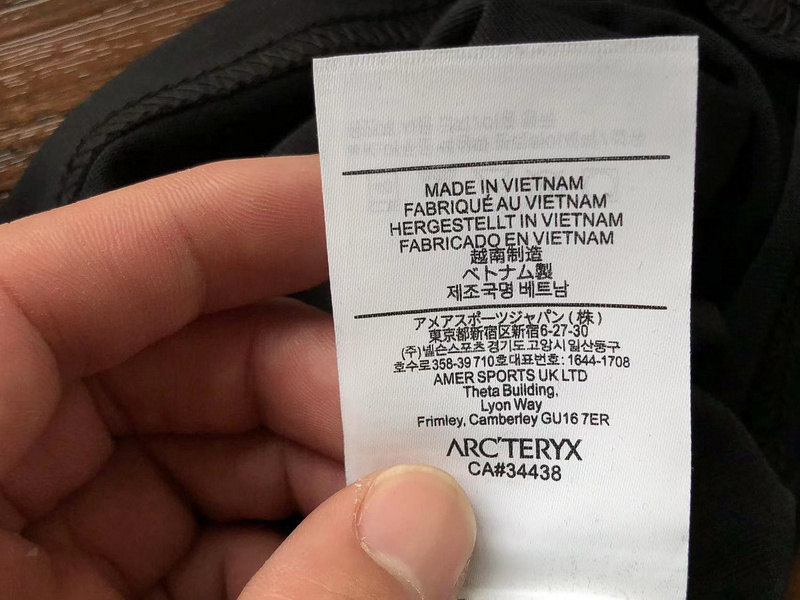 MADE IN VIETNAM
FABRIQUÉ AU VIETNAM
HERGESTELLT IN VIETNAM
FABRICADO EN VIETNAM
越南制造
ベトナム製
제조국명 베트남
アメアスポーツジャパン (株)
東京都新宿区新宿6-27-30
(주)넬슨스포츠 경기도 고양시 일산동구
호수로358-39 710호대표번호: 1644-1708
AMER SPORTS UK LTD
Theta Building,
Lyon Way
Frimley, Camberley GU16 7ER
ARC'TERYX
CA#34438